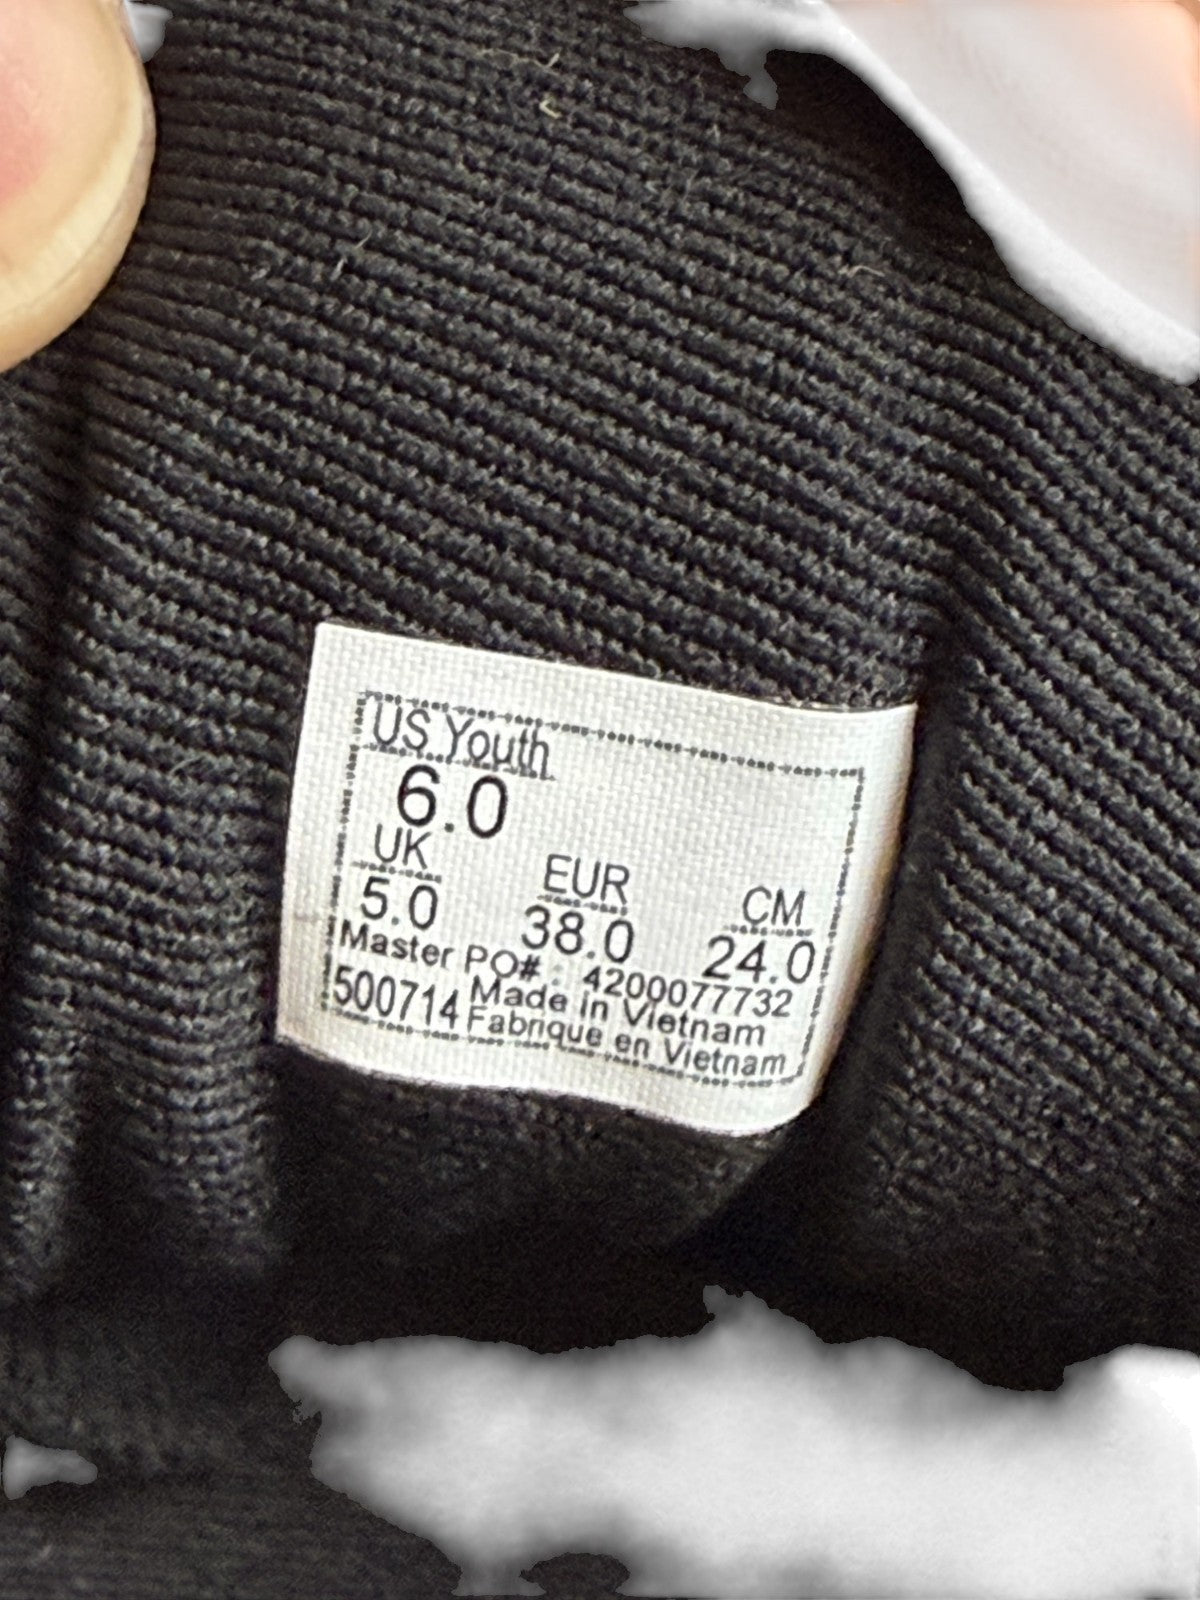 US Youth
6.0
UK EUR CM
5.0 38.0 24.0
Master PO# : 4200077732
500714 Made in Vietnam
Fabrique en Vietnam